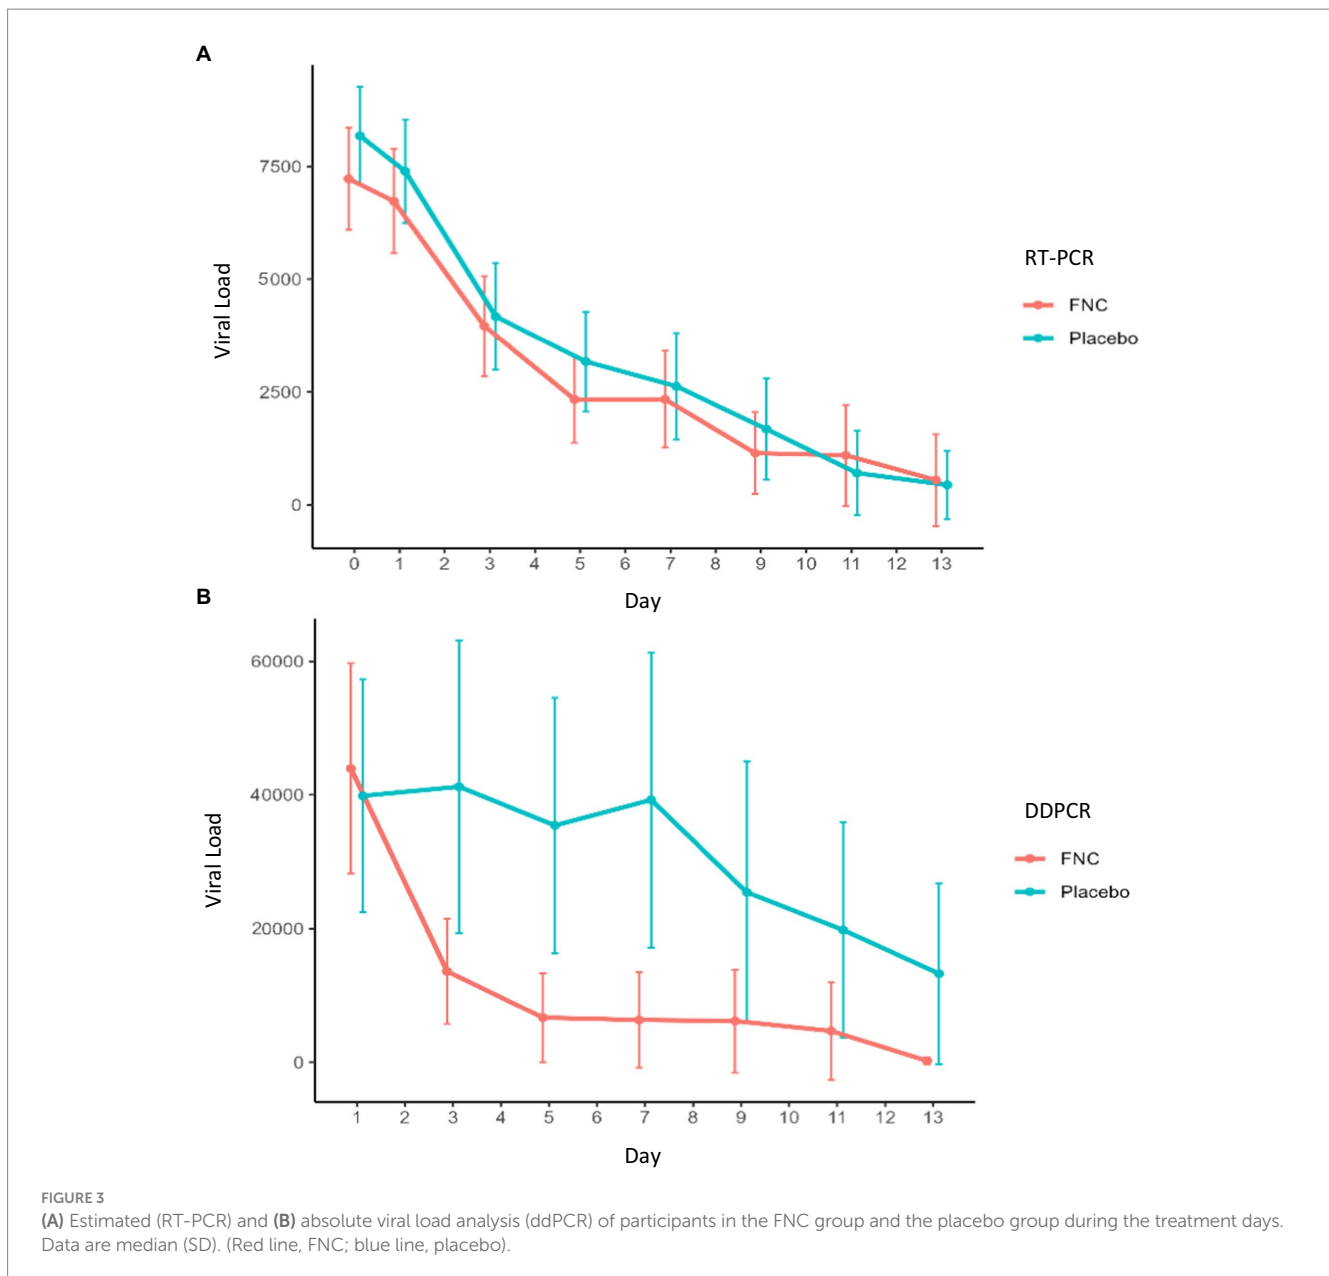 A
7500
5000
2500
0
Viral Load
0 1 2 3 4 5 6 7 8 9 10 11 12 13
Day
RT-PCR
FNC
Placebo
B
60000
40000
20000
0
Viral Load
1 2 3 4 5 6 7 8 9 10 11 12 13
Day
DDPCR
FNC
Placebo
FIGURE 3
(A) Estimated (RT-PCR) and (B) absolute viral load analysis (ddPCR) of participants in the FNC group and the placebo group during the treatment days.
Data are median (SD). (Red line, FNC; blue line, placebo).